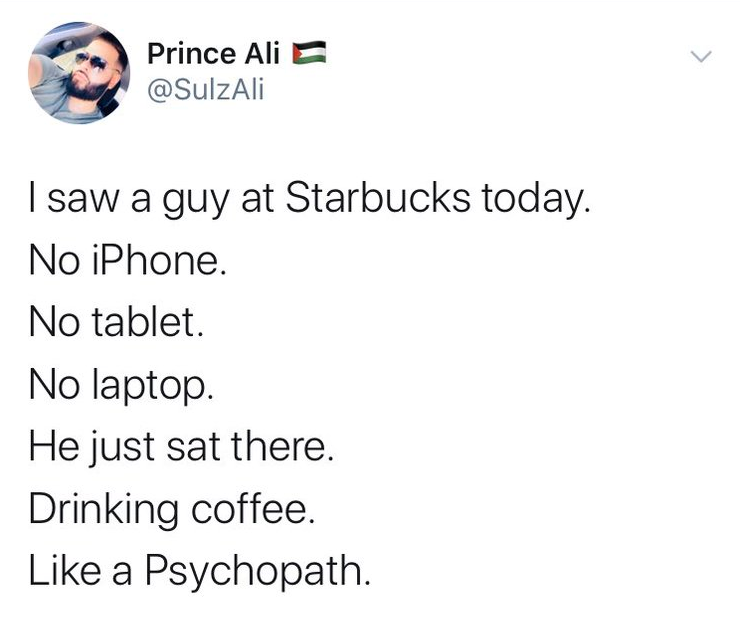 Prince Ali 🇵🇸
@SulzAli
I saw a guy at Starbucks today.
No iPhone.
No tablet.
No laptop.
He just sat there.
Drinking coffee.
Like a Psychopath.